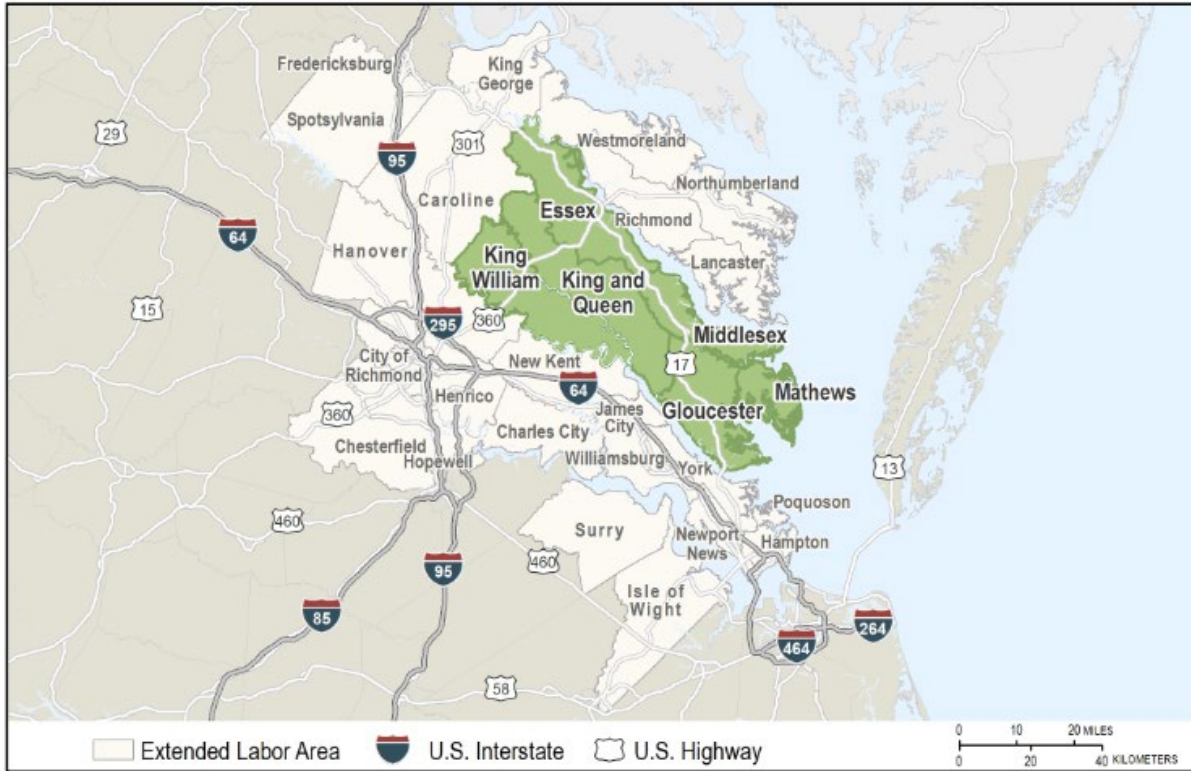 Fredericksburg
King
George
Spotsylvania
29
95
301
Westmoreland
Caroline
Northumberland
Essex
Richmond
64
Hanover
King
William
King and
Queen
Lancaster
15
295
360
Middlesex
City of
Richmond
New Kent
17
Mathews
Henrico
64
James
City
Gloucester
360
Charles City
Chesterfield
Hopewell
Williamsburg
York
13
460
Poquoson
Surry
Newport
News
Hampton
95
460
Isle of
Wight
85
264
464
58
Extended Labor Area
U.S. Interstate
U.S. Highway
0 10 20 MILES
0 20 40 KILOMETERS